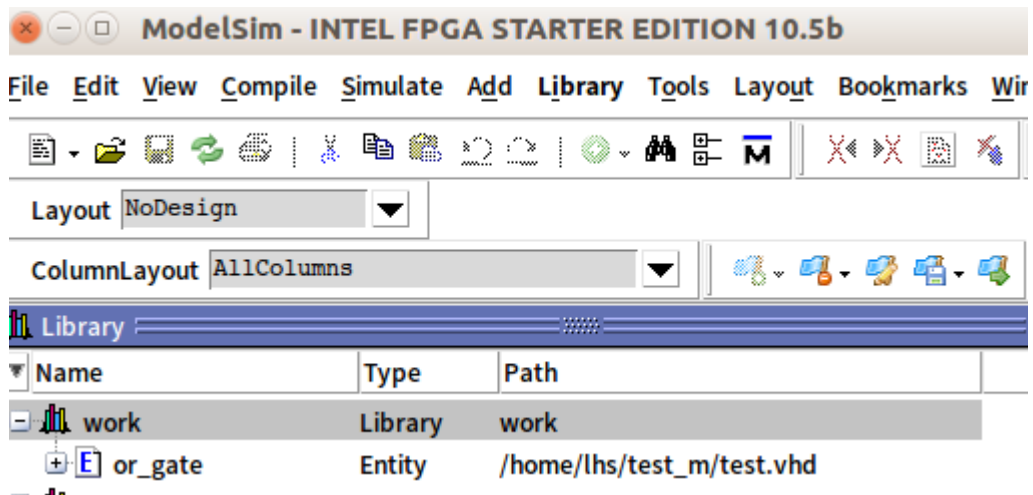 ModelSim - INTEL FPGA STARTER EDITION 10.5b
File Edit View Compile Simulate Add Library Tools Layout Bookmarks
Layout NoDesign
ColumnLayout AllColumns
Library
Name Type Path
work Library work
or_gate Entity /home/lhs/test_m/test.vhd